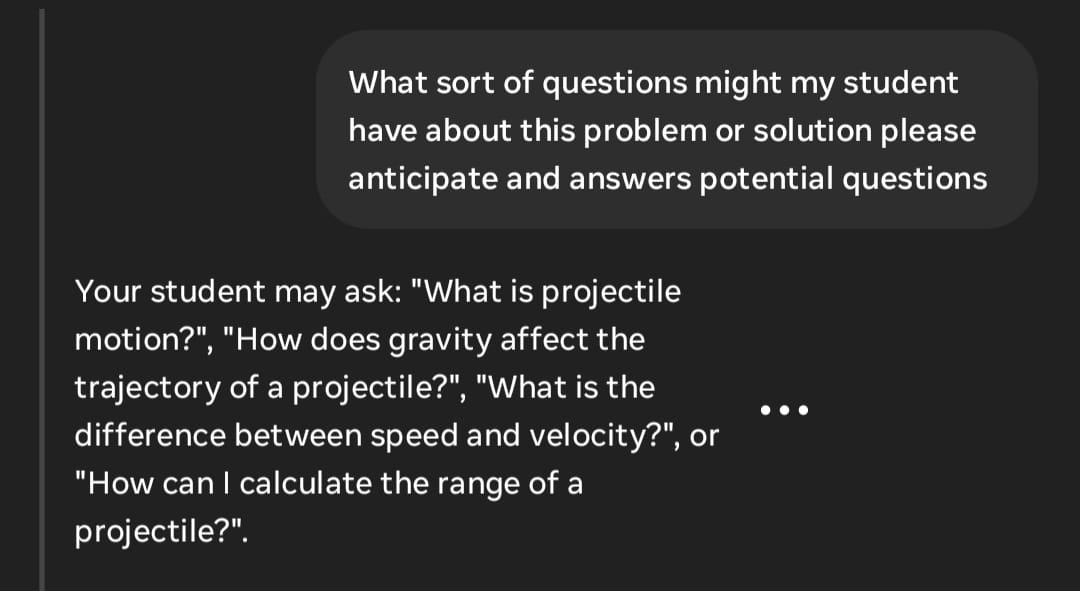 What sort of questions might my student
have about this problem or solution please
anticipate and answers potential questions
Your student may ask: "What is projectile
motion?", "How does gravity affect the
trajectory of a projectile?", "What is the
difference between speed and velocity?", or
"How can I calculate the range of a
projectile?".